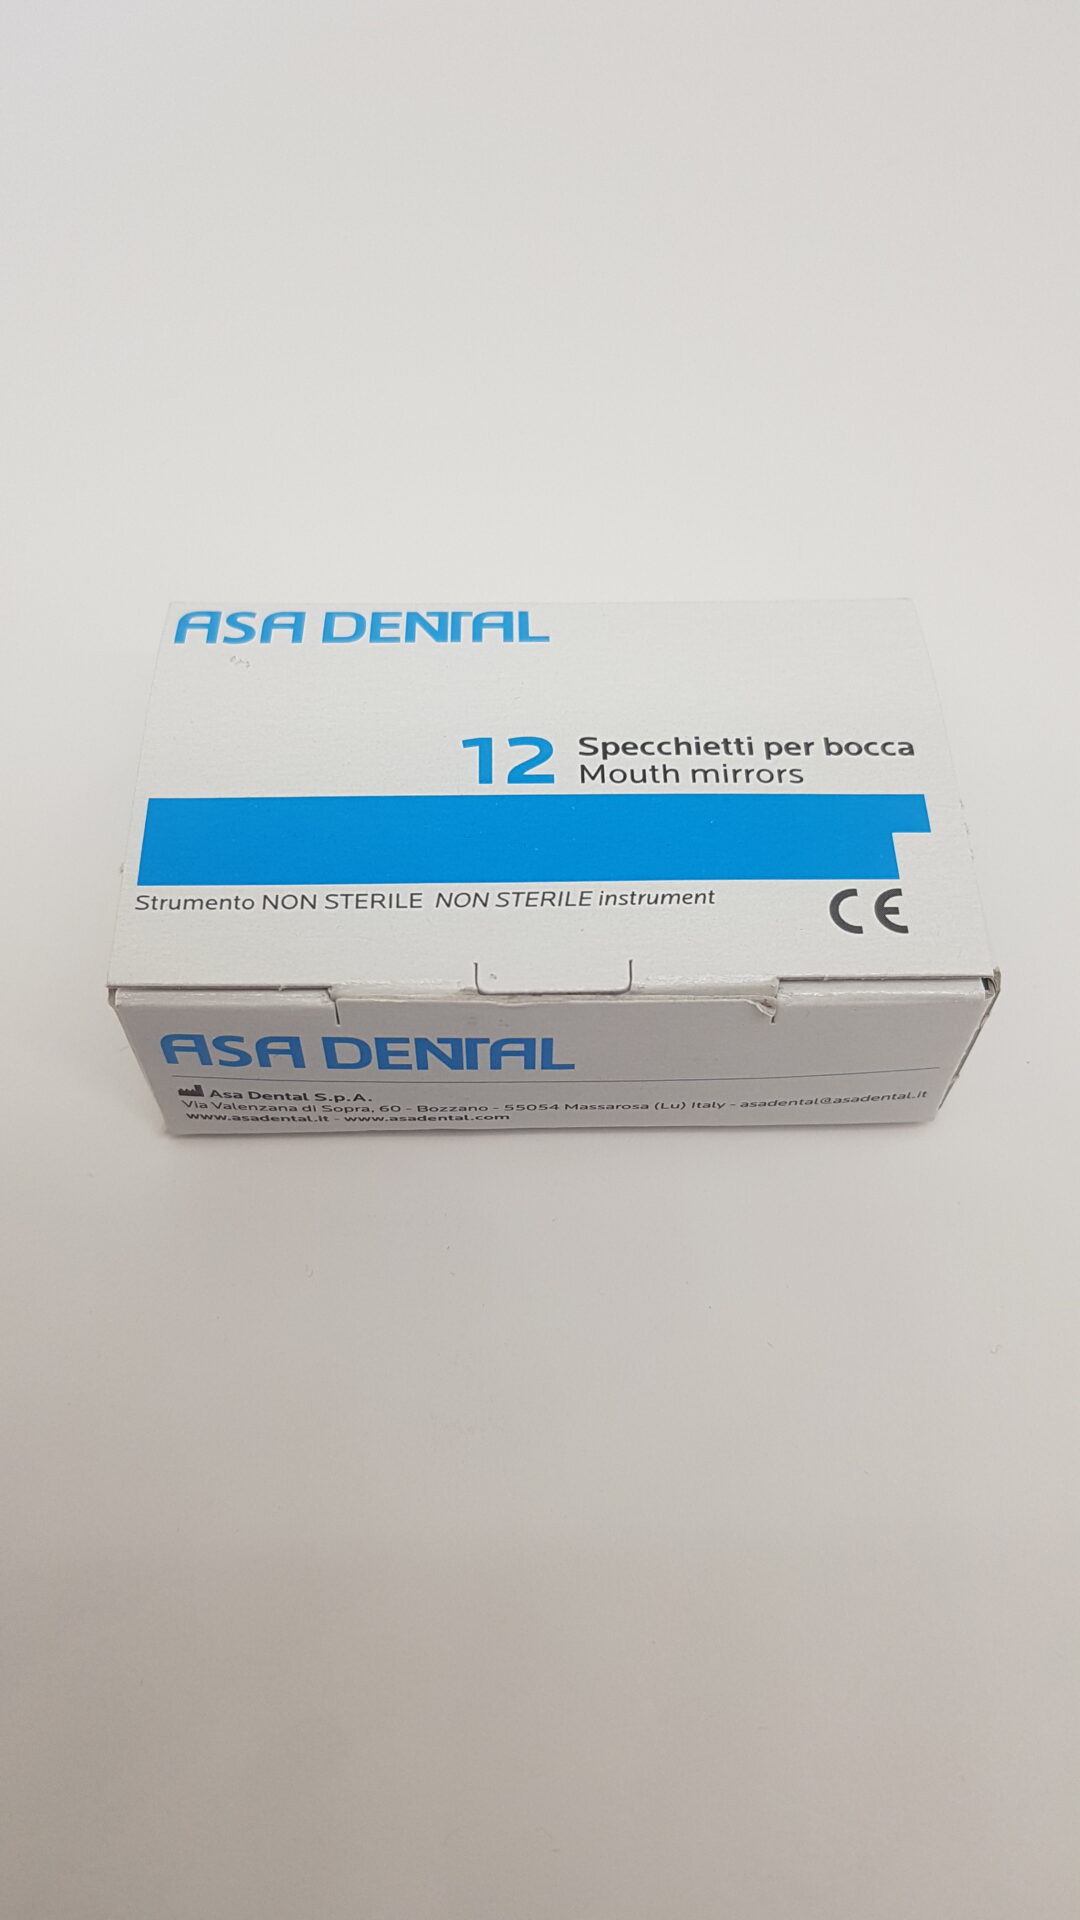 ASA DENTAL
12 Specchietti per bocca
Mouth mirrors
Strumento NON STERILE NON STERILE instrument
CE
ASA DENTAL
Asa Dental S.p.A.
Via Valenzana di Sopra, 60 - Bozzano - 55054 Massarosa (Lu) Italy - asadental@asadental.it
www.asadental.it - www.asadental.com